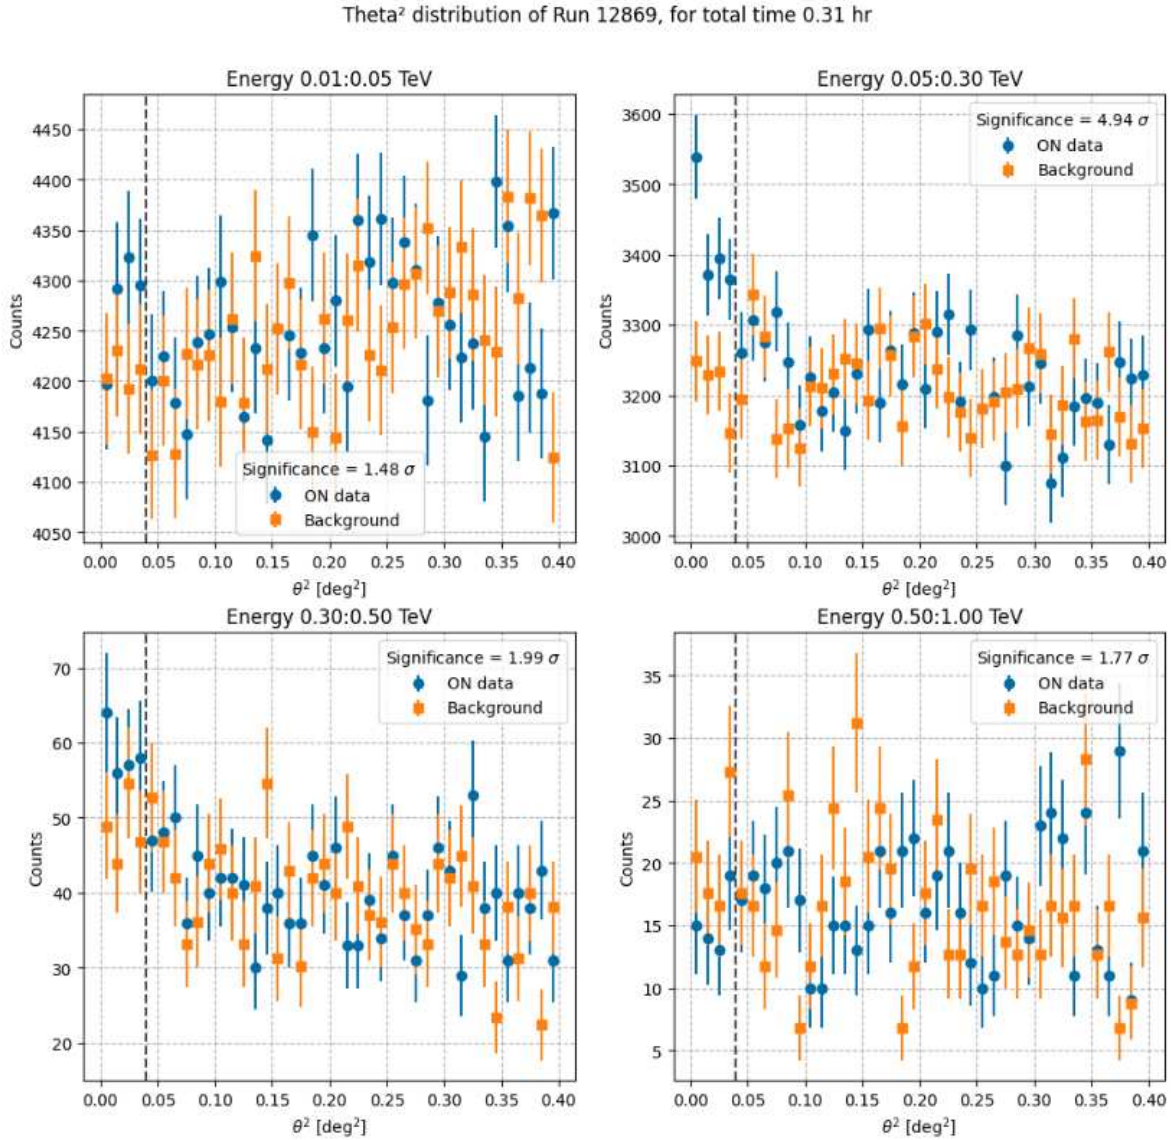 Theta² distribution of Run 12869, for total time 0.31 hr
Energy 0.01:0.05 TeV
4450
4400
4350
4300
4250
4200
4150
4100
4050
Counts
Significance = 1.48 σ
ON data
Background
0.00 0.05 0.10 0.15 0.20 0.25 0.30 0.35 0.40
θ² [deg²]
Energy 0.05:0.30 TeV
3600
3500
3400
3300
3200
3100
3000
Counts
Significance = 4.94 σ
ON data
Background
0.00 0.05 0.10 0.15 0.20 0.25 0.30 0.35 0.40
θ² [deg²]
Energy 0.30:0.50 TeV
70
60
50
40
30
20
Counts
Significance = 1.99 σ
ON data
Background
0.00 0.05 0.10 0.15 0.20 0.25 0.30 0.35 0.40
θ² [deg²]
Energy 0.50:1.00 TeV
35
30
25
20
15
10
5
Counts
Significance = 1.77 σ
ON data
Background
0.00 0.05 0.10 0.15 0.20 0.25 0.30 0.35 0.40
θ² [deg²]